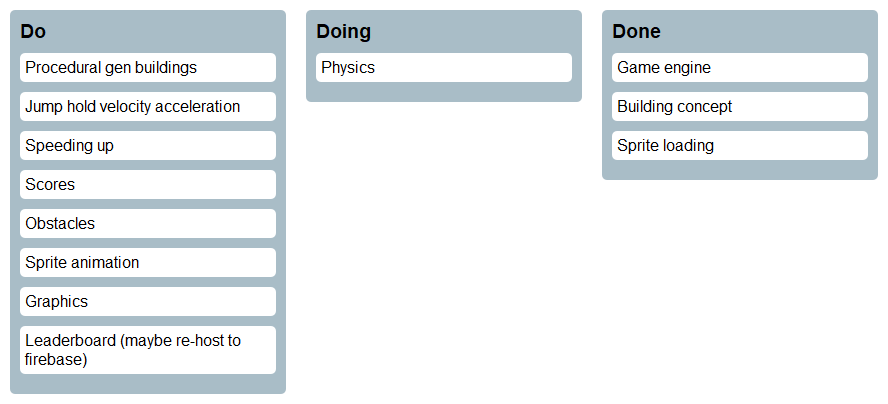 Do
Procedural gen buildings
Jump hold velocity acceleration
Speeding up
Scores
Obstacles
Sprite animation
Graphics
Leaderboard (maybe re-host to
firebase)
Doing
Physics
Done
Game engine
Building concept
Sprite loading